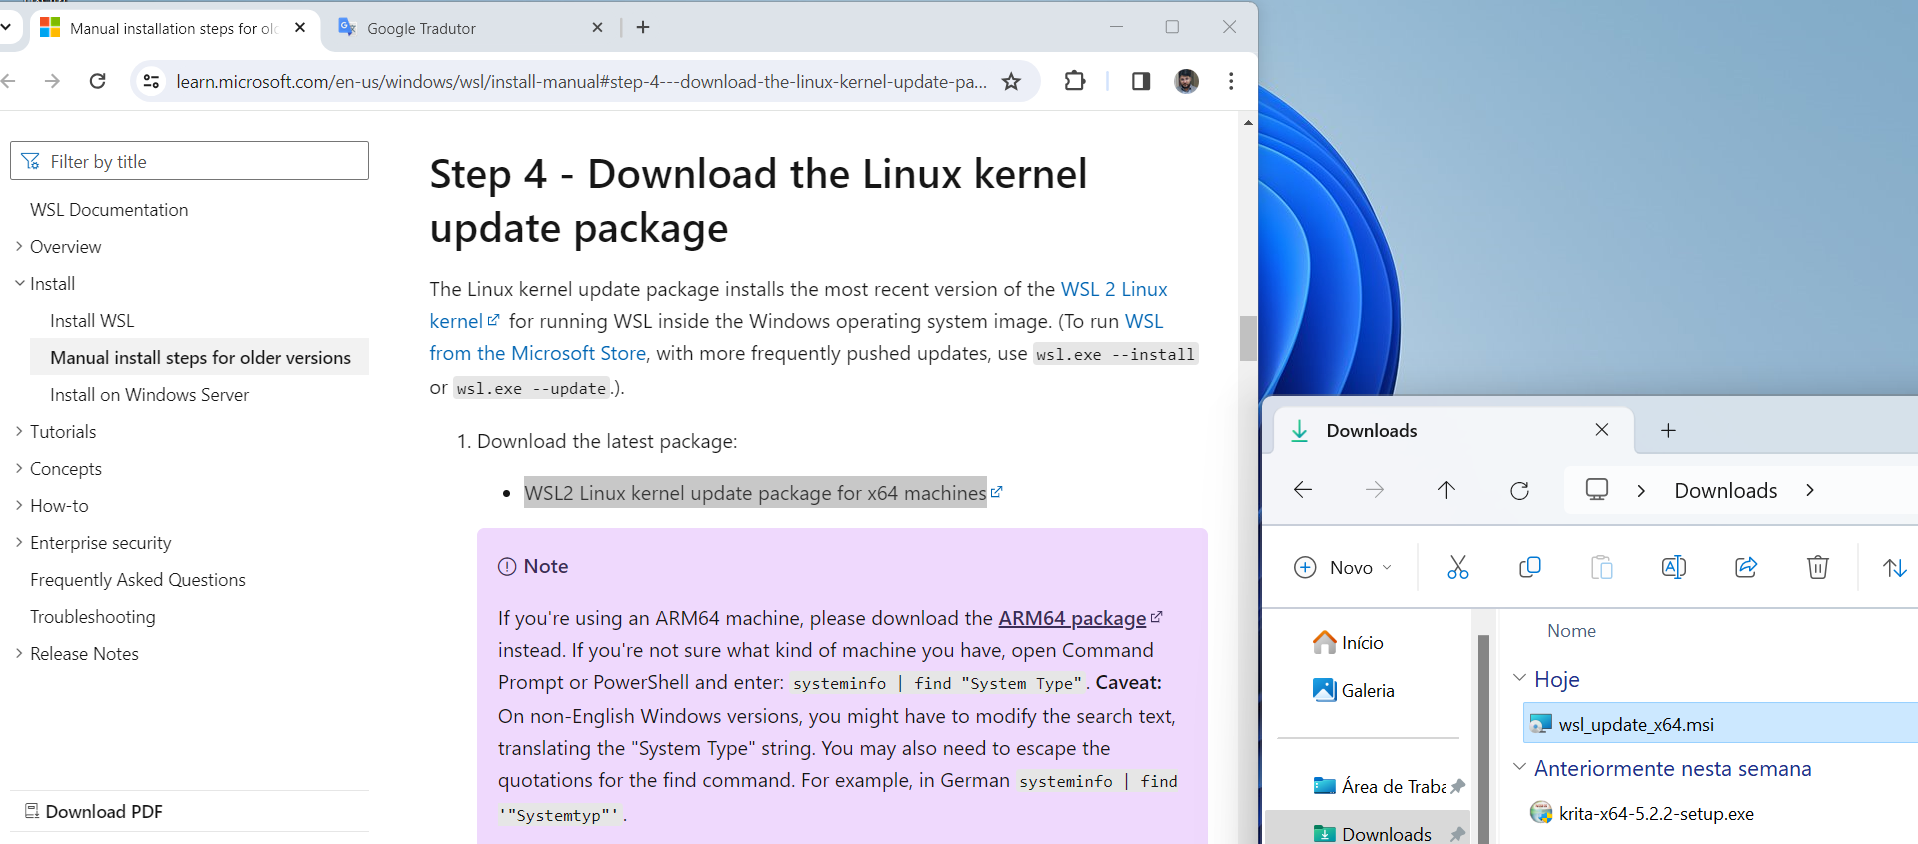 Manual installation steps for old
Google Tradutor
learn.microsoft.com/en-us/windows/wsl/install-manual#step-4---download-the-linux-kernel-update-pa...
Filter by title
WSL Documentation
Overview
Install
Install WSL
Manual install steps for older versions
Install on Windows Server
Tutorials
Concepts
How-to
Enterprise security
Frequently Asked Questions
Troubleshooting
Release Notes
Download PDF
Step 4 - Download the Linux kernel
update package
The Linux kernel update package installs the most recent version of the WSL 2 Linux
kernel for running WSL inside the Windows operating system image. (To run WSL
from the Microsoft Store, with more frequently pushed updates, use wsl.exe --install
or wsl.exe --update.).
1. Download the latest package:
• WSL2 Linux kernel update package for x64 machines
Note
If you're using an ARM64 machine, please download the ARM64 package
instead. If you're not sure what kind of machine you have, open Command
Prompt or PowerShell and enter: systeminfo | find "System Type". Caveat:
On non-English Windows versions, you might have to modify the search text,
translating the "System Type" string. You may also need to escape the
quotations for the find command. For example, in German systeminfo | find
'"Systemtyp"'.
Downloads
Downloads
Novo
Início
Galeria
Área de Traba
Downloads
Nome
Hoje
wsl_update_x64.msi
Anteriormente nesta semana
krita-x64-5.2.2-setup.exe